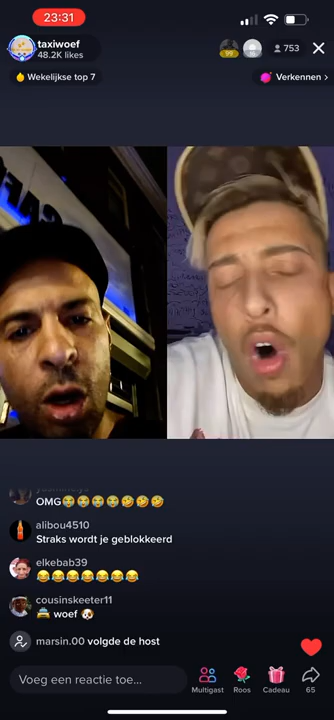 23:31
taxiwoef
48.2K likes
99
753
Wekelijkse top 7
Verkennen >
OMG😭😭😭😭🤣🤣🤣
alibou4510
Straks wordt je geblokkeerd
elkebab39
😂😂😂😂😂😂😂
cousinskeeter11
🚖 woef 🐶
marsin.00 volgde de host
Voeg een reactie toe...
Multigast
Roos
Cadeau
65